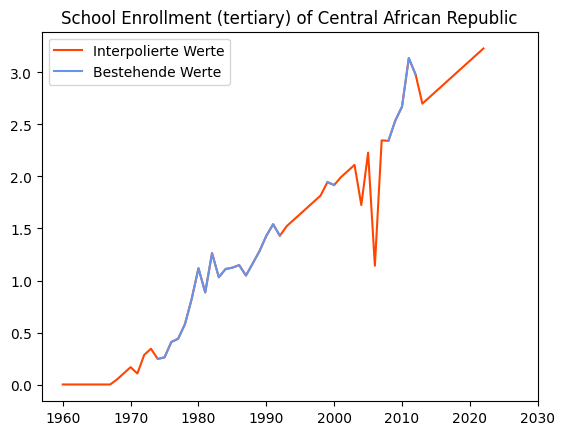 School Enrollment (tertiary) of Central African Republic
Interpolierte Werte
Bestehende Werte
3.0
2.5
2.0
1.5
1.0
0.5
0.0
1960 1970 1980 1990 2000 2010 2020 2030